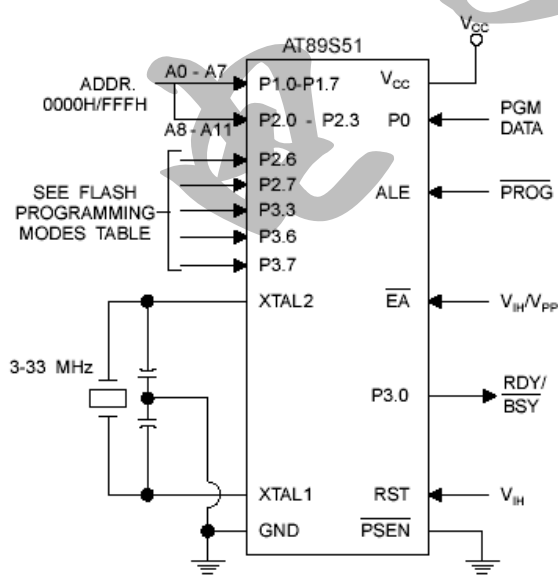 VCC
AT89S51
ADDR.
0000H/FFFH
A0 - A7
P1.0-P1.7
VCC
A8 - A11
P2.0 - P2.3
P0
PGM
DATA
P2.6
P2.7
ALE
PROG
SEE FLASH
PROGRAMMING
MODES TABLE
P3.3
P3.6
P3.7
XTAL2
EA
VIH/VPP
3-33 MHz
P3.0
RDY/
BSY
XTAL1
RST
VIH
GND
PSEN